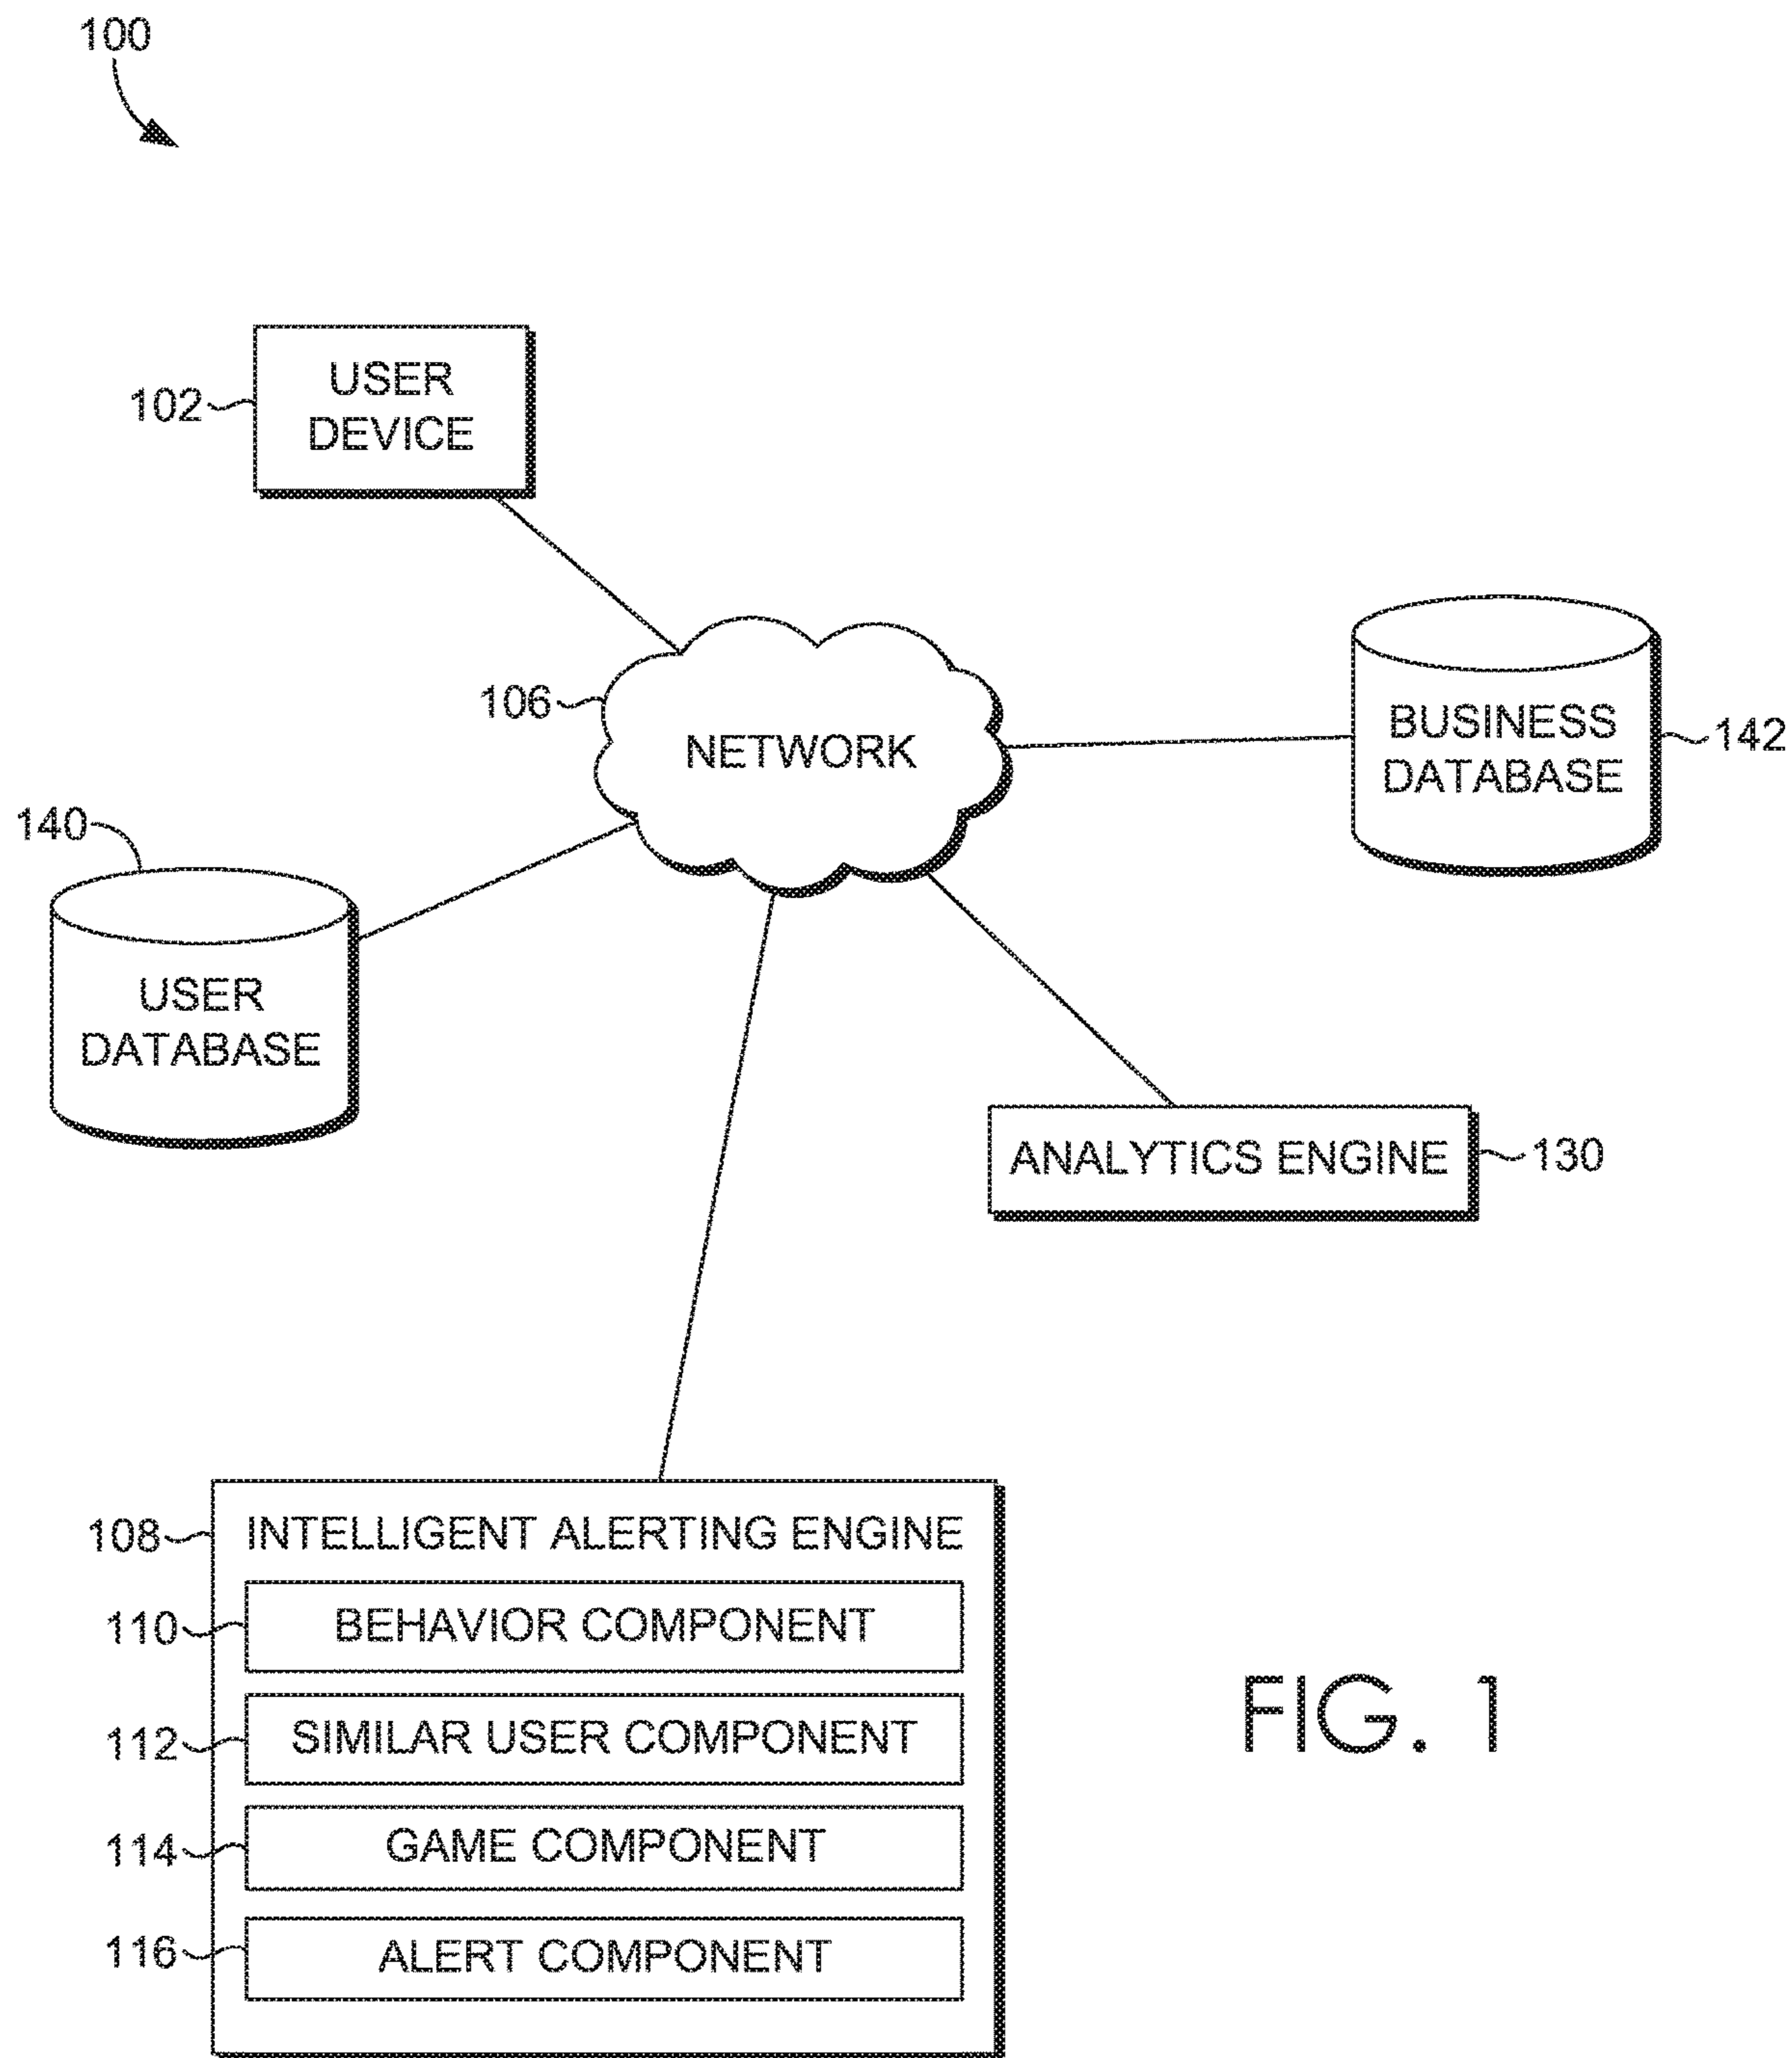 100
USER
DEVICE
102
106
NETWORK
BUSINESS
DATABASE
142
140
USER
DATABASE
ANALYTICS ENGINE
130
108
INTELLIGENT ALERTING ENGINE
110
BEHAVIOR COMPONENT
112
SIMILAR USER COMPONENT
114
GAME COMPONENT
116
ALERT COMPONENT
FIG. 1